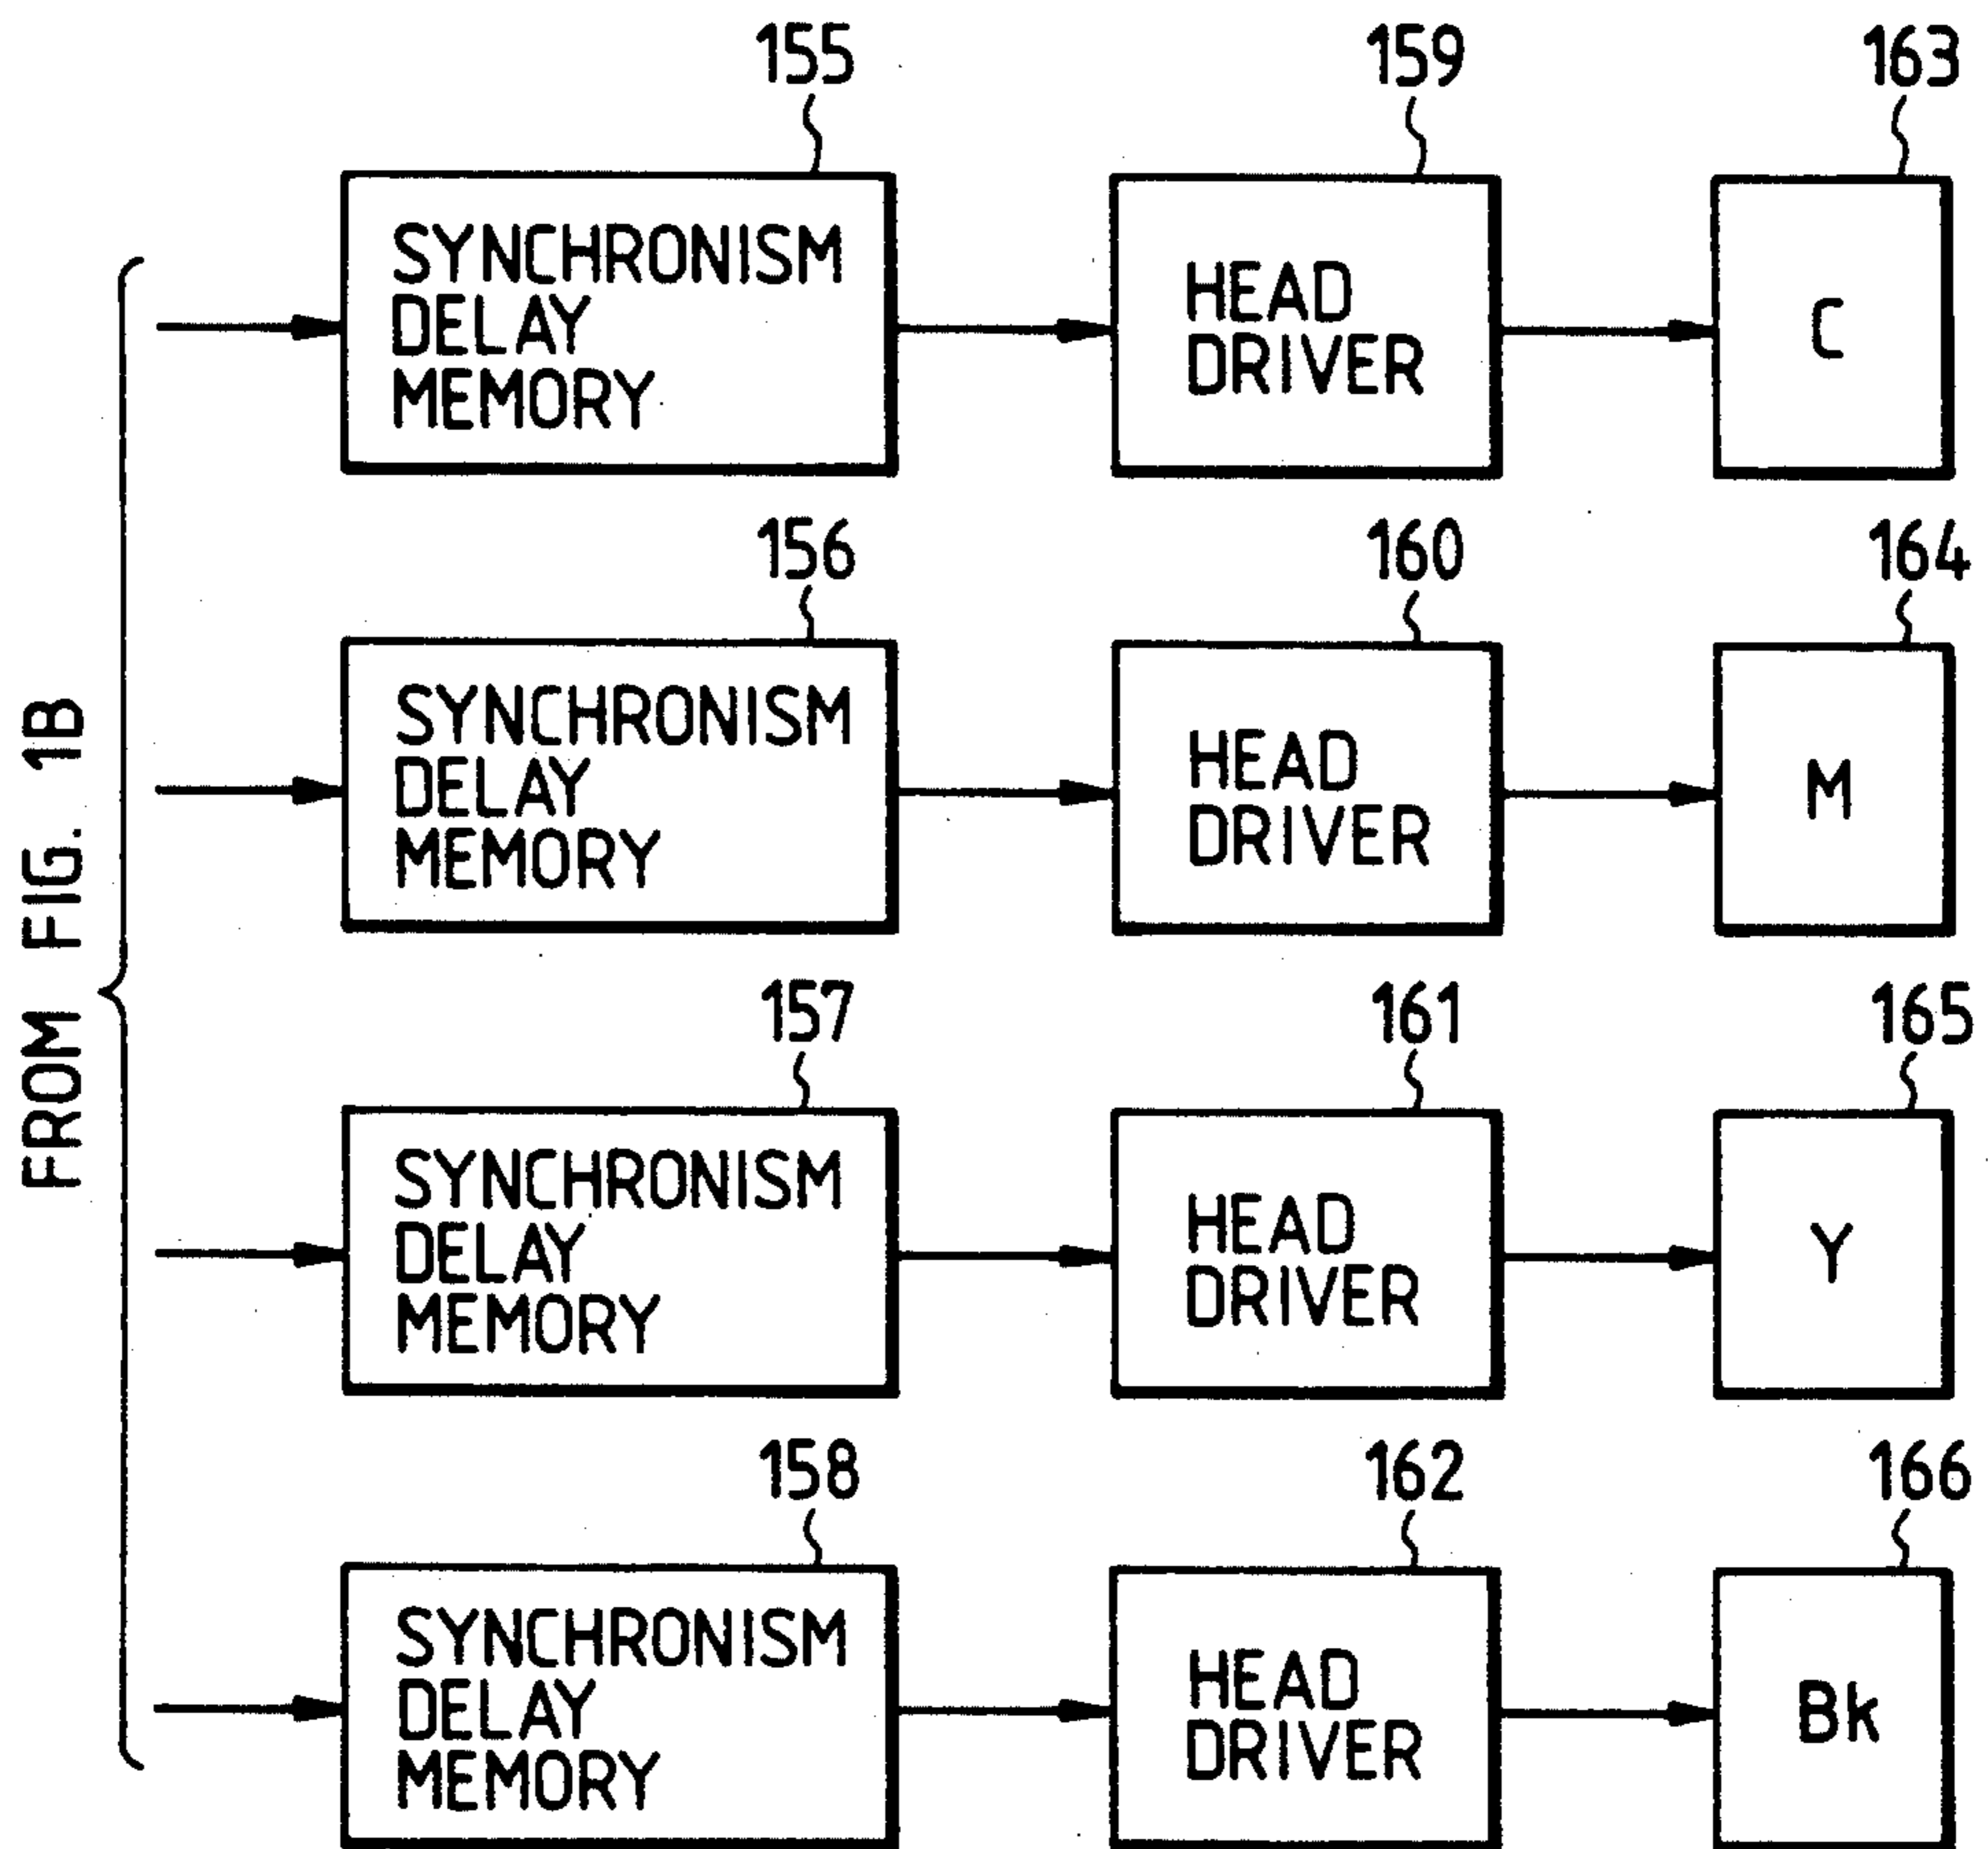 155
159
163
SYNCHRONISM
DELAY
MEMORY
HEAD
DRIVER
C
156
160
164
SYNCHRONISM
DELAY
MEMORY
HEAD
DRIVER
M
FROM FIG. 1B
157
161
165
SYNCHRONISM
DELAY
MEMORY
HEAD
DRIVER
Y
158
162
166
SYNCHRONISM
DELAY
MEMORY
HEAD
DRIVER
Bk